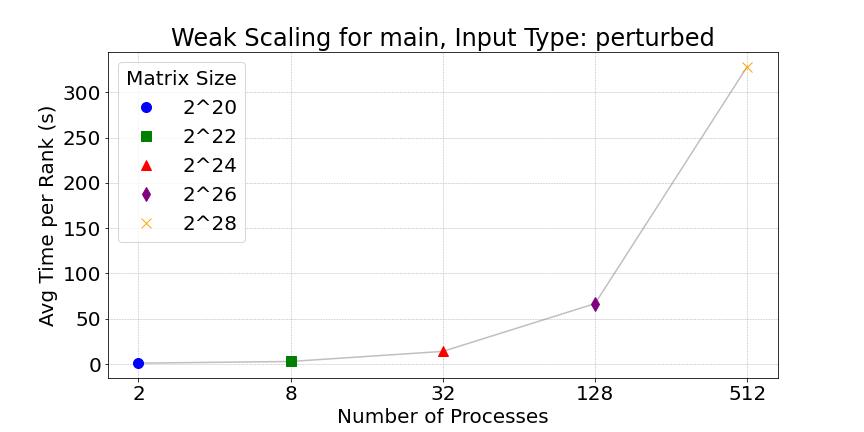 Weak Scaling for main, Input Type: perturbed
Matrix Size
2^20
2^22
2^24
2^26
2^28
Avg Time per Rank (s)
300
250
200
150
100
50
0
2 8 32 128 512
Number of Processes